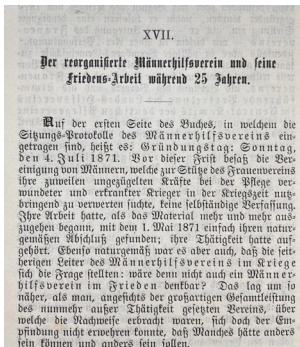 XVII.
Der reorganisierte Männerhilfsverein und seine
Friedens-Arbeit während 25 Jahren.
Auf der ersten Seite des Buches, in welchem die
Sitzungs-Protokolle des Männerhilfsvereins ein-
getragen sind, heißt es: Gründungstag: Sonntag,
den 4. Juli 1871. Vor dieser Frist besaß die Ver-
einigung von Männern, welche zur Stütze des Frauenvereins
ihre zuweilen ungezügelten Kräfte bei der Pflege ver-
wundeter und erkrankter Krieger in der Kriegszeit nutz-
bringend zu verwerten suchte, keine selbständige Verfassung.
Ihre Arbeit hatte, als das Material mehr und mehr aus-
zugehen begann, mit dem 1. Mai 1871 einfach ihren natur-
gemäßen Abschluß gefunden; ihre Thätigkeit hatte auf-
gehört. Ebenso naturgemäß war es aber auch, daß die seit-
herigen Leiter des Männerhilfsvereins im Kriege
sich die Frage stellten: wäre denn nicht auch ein Männer-
hilfsverein im Frieden denkbar? Das lag um so
näher, als man, angesichts der großartigen Gesamtleistung
des nunmehr außer Thätigkeit gesetzten Vereins, über
welche die Nachweise erbracht waren, sich doch der Em-
pfindung nicht erwehren konnte, daß Manches hätte anders
sein können und anders sein sollen.